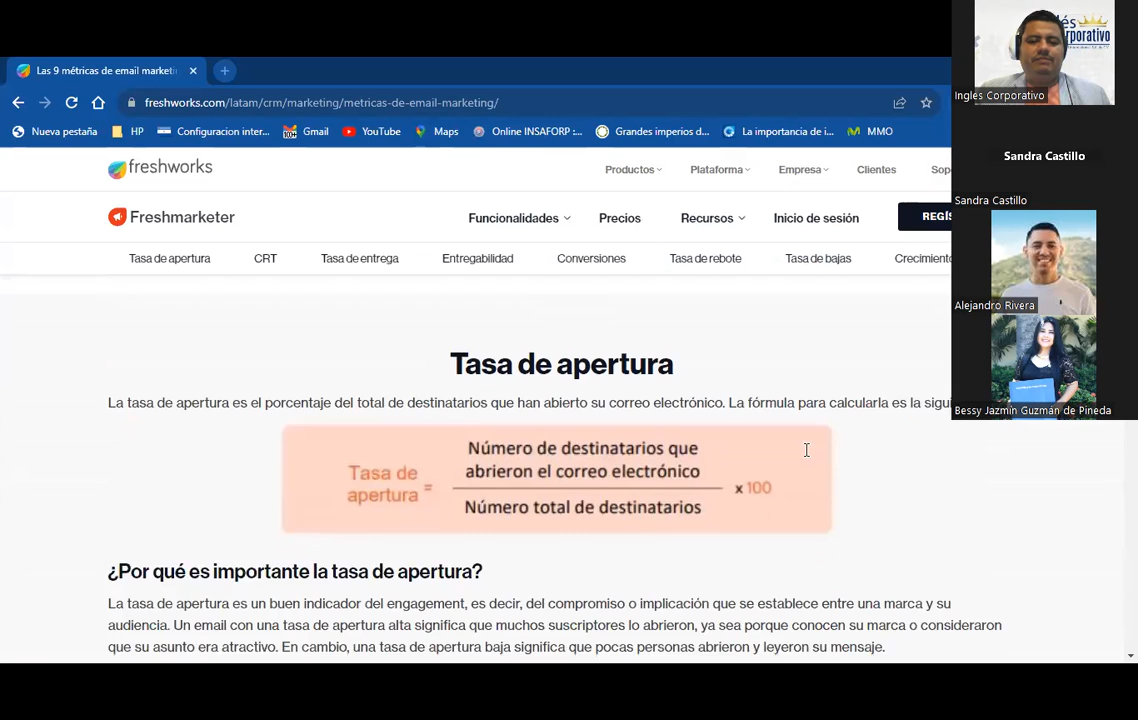 Las 9 métricas de email marketi
freshworks.com/latam/crm/marketing/metricas-de-email-marketing/
Nueva pestaña HP Configuracion inter... Gmail YouTube Maps Online INSAFORP :... Grandes imperios d... La importancia de i... MMO
freshworks Productos Plataforma Empresa Clientes Sop
Freshmarketer Funcionalidades Precios Recursos Inicio de sesión REGÍS
Tasa de apertura CRT Tasa de entrega Entregabilidad Conversiones Tasa de rebote Tasa de bajas Crecimiento
Tasa de apertura
La tasa de apertura es el porcentaje del total de destinatarios que han abierto su correo electrónico. La fórmula para calcularla es la sigui
Tasa de apertura =
Número de destinatarios que
abrieron el correo electrónico
Número total de destinatarios
x 100
¿Por qué es importante la tasa de apertura?
La tasa de apertura es un buen indicador del engagement, es decir, del compromiso o implicación que se establece entre una marca y su
audiencia. Un email con una tasa de apertura alta significa que muchos suscriptores lo abrieron, ya sea porque conocen su marca o consideraron
que su asunto era atractivo. En cambio, una tasa de apertura baja significa que pocas personas abrieron y leyeron su mensaje.
és
orporativo
Inglés Corporativo
Sandra Castillo
Sandra Castillo
Alejandro Rivera
Bessy Jazmín Guzmán de Pineda